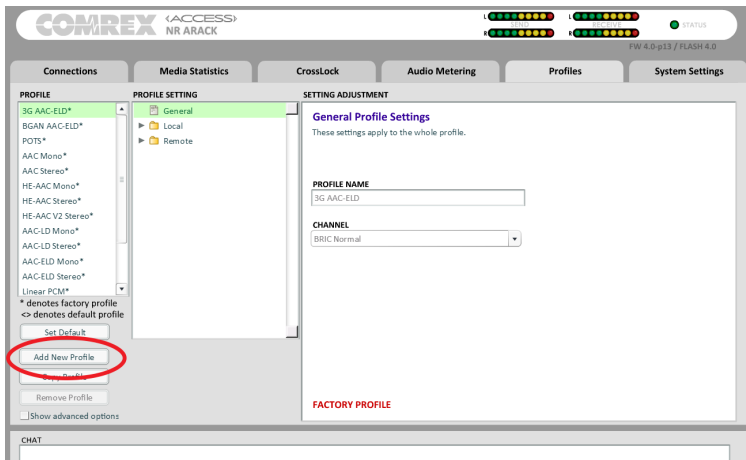 COMREX
<ACCESS>
NR ARACK
L
SEND
R
L
RECEIVE
R
STATUS
FW 4.0-p13 / FLASH 4.0
Connections
Media Statistics
CrossLock
Audio Metering
Profiles
System Settings
PROFILE
3G AAC-ELD*
BGAN AAC-ELD*
POTS*
AAC Mono*
AAC Stereo*
HE-AAC Mono*
HE-AAC Stereo*
HE-AAC V2 Stereo*
AAC-LD Mono*
AAC-LD Stereo*
AAC-ELD Mono*
AAC-ELD Stereo*
Linear PCM*
* denotes factory profile
<> denotes default profile
Set Default
Add New Profile
Copy Profile
Remove Profile
Show advanced options
PROFILE SETTING
General
Local
Remote
SETTING ADJUSTMENT
General Profile Settings
These settings apply to the whole profile.
PROFILE NAME
3G AAC-ELD
CHANNEL
BRIC Normal
FACTORY PROFILE
CHAT